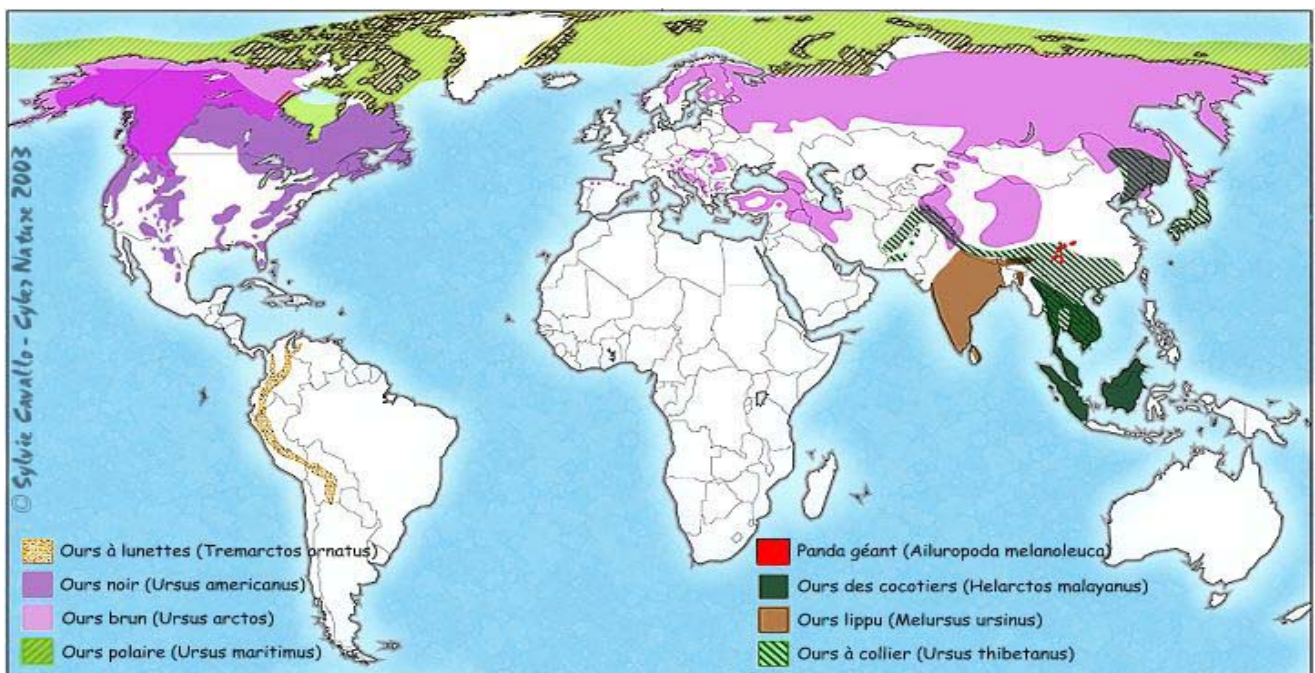 © Sylvie Cavallo - Cyber Nature 2003
Ours à lunettes (Tremarctos ornatus)
Ours noir (Ursus americanus)
Ours brun (Ursus arctos)
Ours polaire (Ursus maritimus)
Panda géant (Ailuropoda melanoleuca)
Ours des cocotiers (Helarctos malayanus)
Ours lippu (Melursus ursinus)
Ours à collier (Ursus thibetanus)